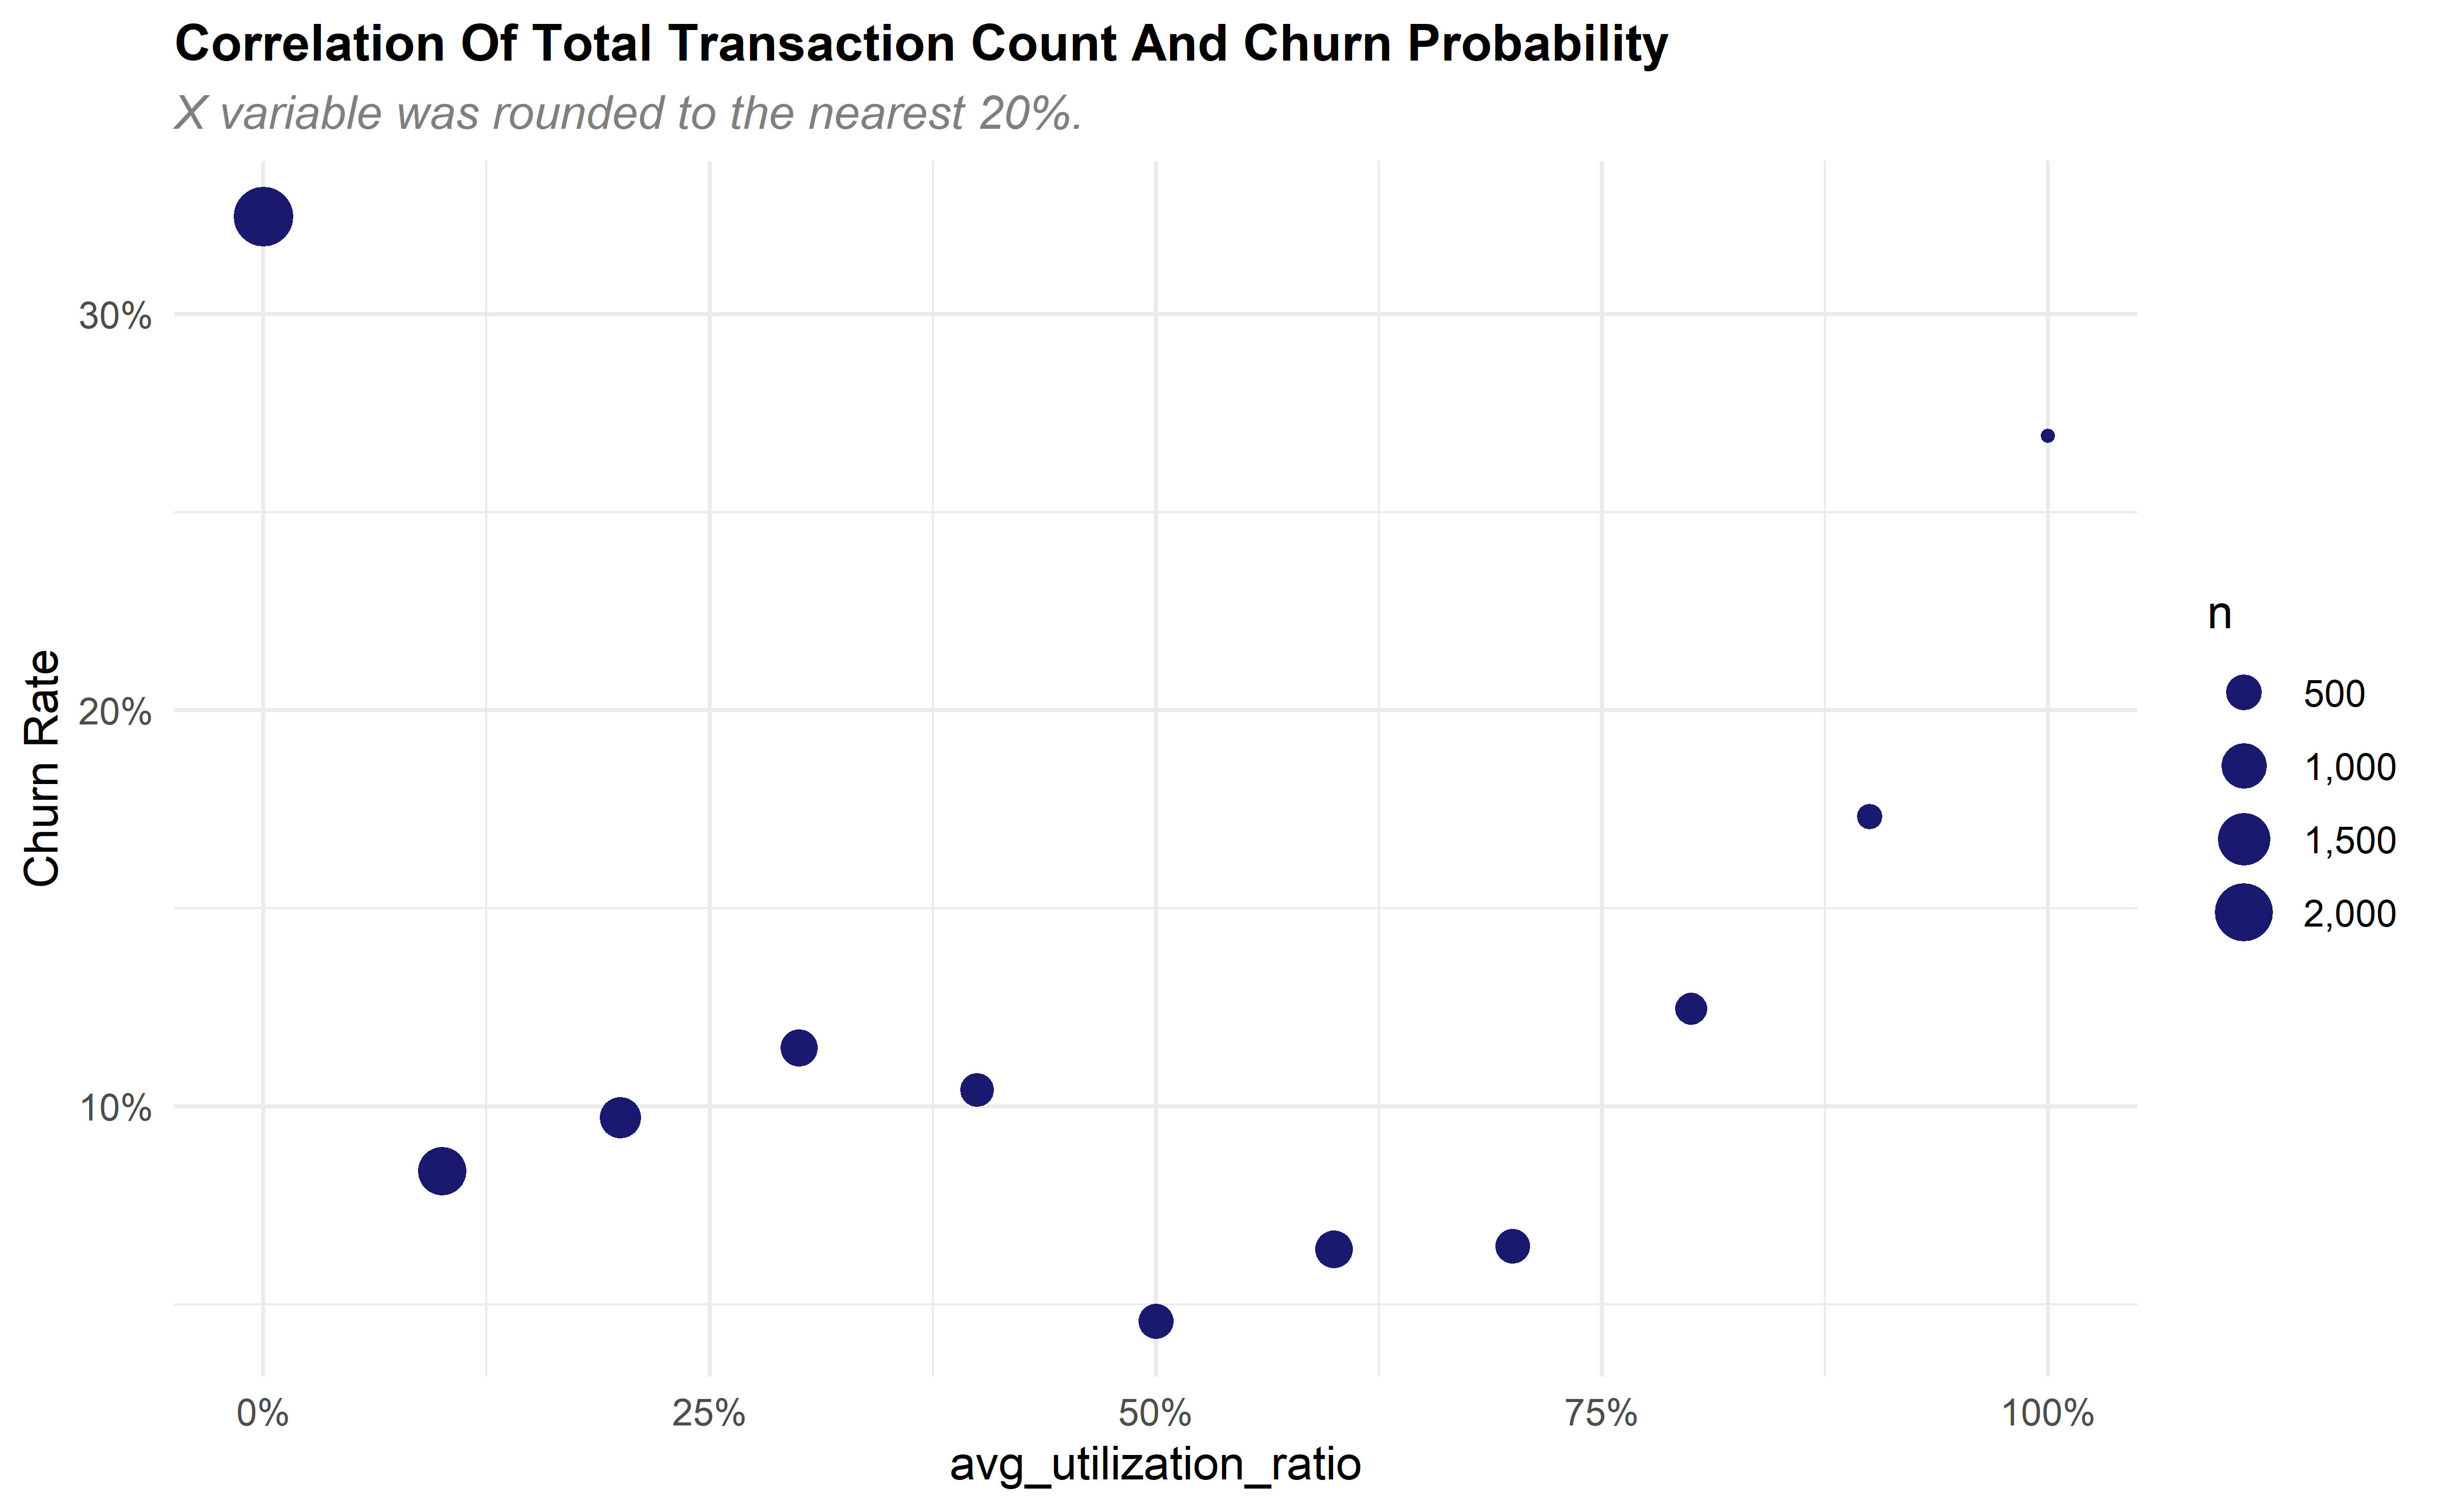 Correlation Of Total Transaction Count And Churn Probability
X variable was rounded to the nearest 20%.
30%
20%
10%
Churn Rate
0%
25%
50%
75%
100%
avg_utilization_ratio
n
500
1,000
1,500
2,000